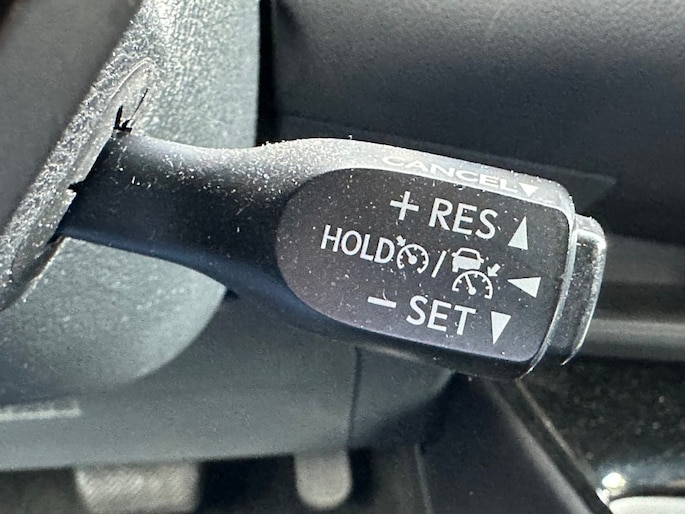 CANCEL
+ RES
HOLD /
− SET